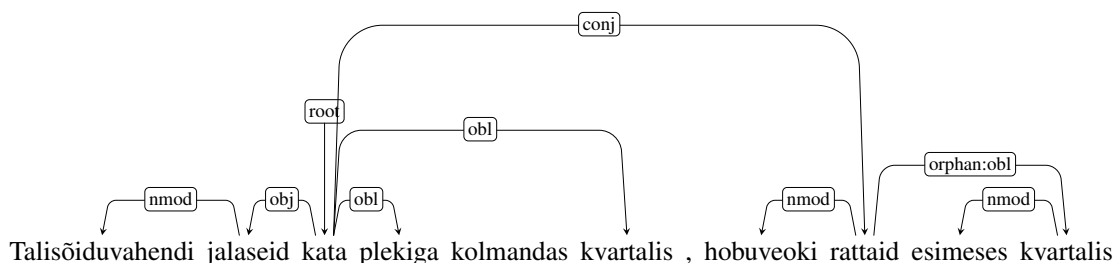 conj
root
obl
orphan:obl
nmod obj obl nmod nmod
Talisõiduvahendi jalaseid kata plekiga kolmandas kvartalis , hobuveoki rattaid esimeses kvartalis